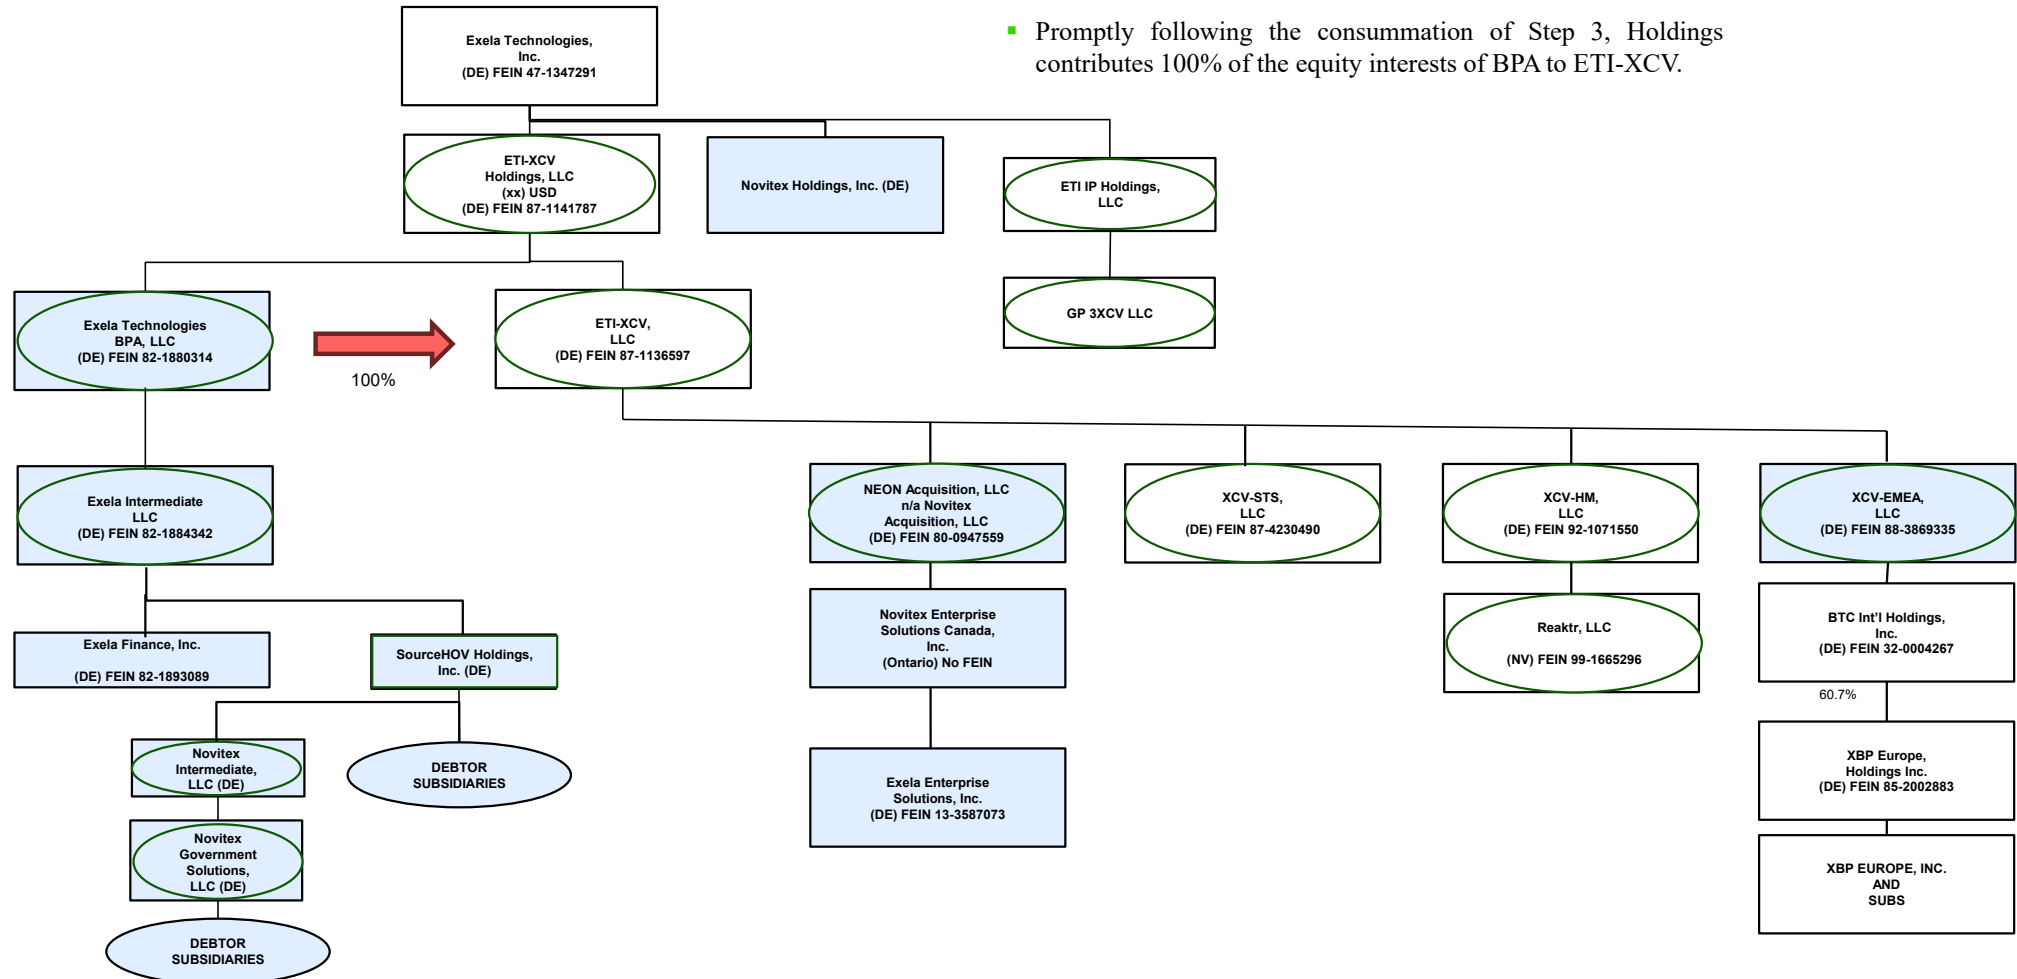 Exela Technologies,
Inc.
(DE) FEIN 47-1347291
▪ Promptly following the consummation of Step 3, Holdings
contributes 100% of the equity interests of BPA to ETI-XCV.
ETI-XCV
Holdings, LLC
(xx) USD
(DE) FEIN 87-1141787
Novitex Holdings, Inc. (DE)
ETI IP Holdings,
LLC
GP 3XCV LLC
Exela Technologies
BPA, LLC
(DE) FEIN 82-1880314
100%
ETI-XCV,
LLC
(DE) FEIN 87-1136597
Exela Intermediate
LLC
(DE) FEIN 82-1884342
NEON Acquisition, LLC
n/a Novitex
Acquisition, LLC
(DE) FEIN 80-0947559
XCV-STS,
LLC
(DE) FEIN 87-4230490
XCV-HM,
LLC
(DE) FEIN 92-1071550
XCV-EMEA,
LLC
(DE) FEIN 88-3869335
Exela Finance, Inc.
(DE) FEIN 82-1893089
SourceHOV Holdings,
Inc. (DE)
Novitex Enterprise
Solutions Canada,
Inc.
(Ontario) No FEIN
Reaktr, LLC
(NV) FEIN 99-1665296
BTC Int'l Holdings,
Inc.
(DE) FEIN 32-0004267
60.7%
Novitex
Intermediate,
LLC (DE)
DEBTOR
SUBSIDIARIES
Exela Enterprise
Solutions, Inc.
(DE) FEIN 13-3587073
XBP Europe,
Holdings Inc.
(DE) FEIN 85-2002883
Novitex
Government
Solutions,
LLC (DE)
XBP EUROPE, INC.
AND
SUBS
DEBTOR
SUBSIDIARIES